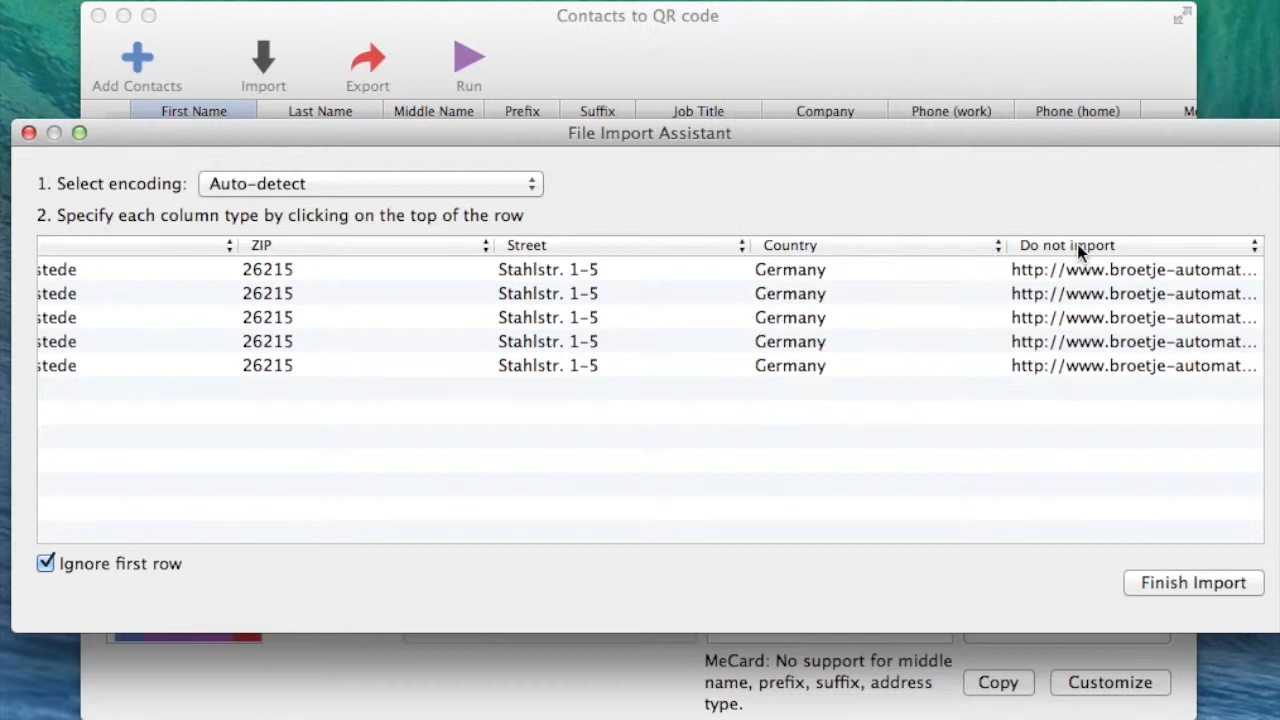 Contacts to QR code
Add Contacts Import Export Run
First Name Last Name Middle Name Prefix Suffix Job Title Company Phone (work) Phone (home)
File Import Assistant
1. Select encoding: Auto-detect
2. Specify each column type by clicking on the top of the row
ZIP Street Country Do not import
stede 26215 Stahlstr. 1-5 Germany http://www.broetje-automat...
stede 26215 Stahlstr. 1-5 Germany http://www.broetje-automat...
stede 26215 Stahlstr. 1-5 Germany http://www.broetje-automat...
stede 26215 Stahlstr. 1-5 Germany http://www.broetje-automat...
stede 26215 Stahlstr. 1-5 Germany http://www.broetje-automat...
Ignore first row
Finish Import
MeCard: No support for middle
name, prefix, suffix, address
type.
Copy Customize